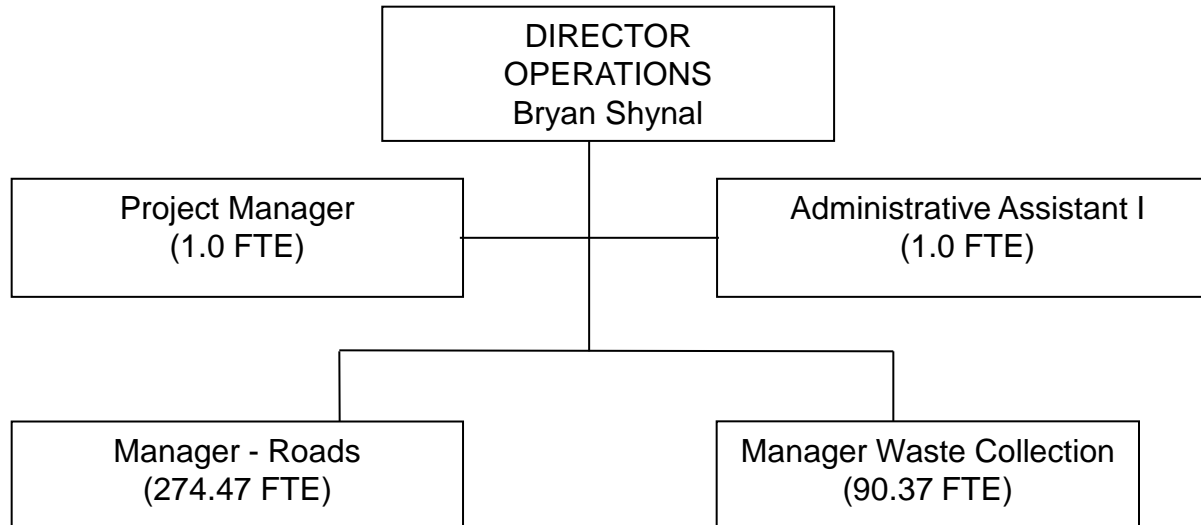 DIRECTOR
OPERATIONS
Bryan Shynal
Project Manager
(1.0 FTE)
Administrative Assistant I
(1.0 FTE)
Manager - Roads
(274.47 FTE)
Manager Waste Collection
(90.37 FTE)